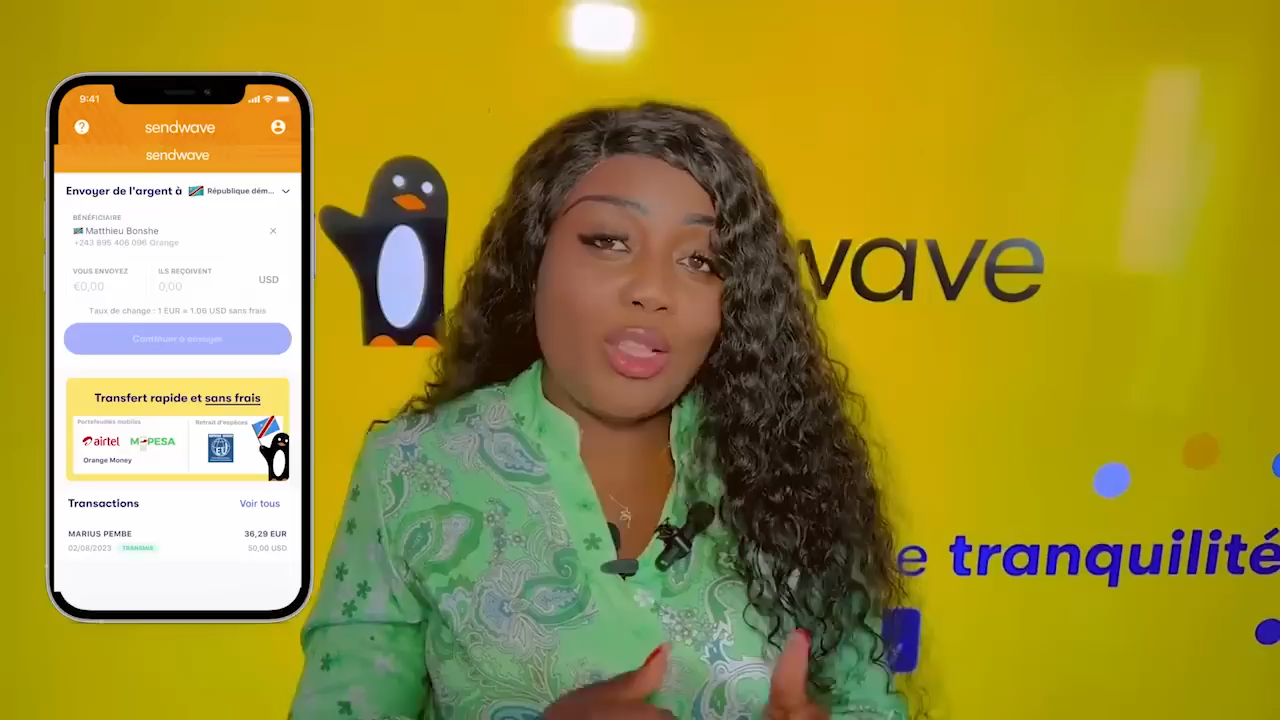 9:41
sendwave
sendwave
Envoyer de l'argent à République dém...
BÉNÉFICIAIRE
Matthieu Bonshe
+243 895 406 096 Orange
VOUS ENVOYEZ ILS REÇOIVENT
€0,00 0,00 USD
Taux de change : 1 EUR = 1.06 USD sans frais
Continuer à envoyer
Transfert rapide et sans frais
Portefeuilles mobiles Retrait d'espèces
airtel M-PESA
Orange Money
Transactions Voir tous
MARIUS PEMBE 36,29 EUR
02/08/2023 TRANSMIS 50,00 USD
wave
e tranquilité